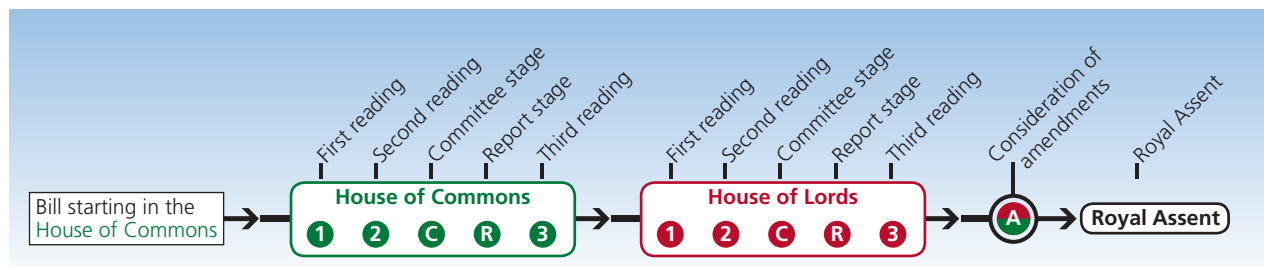 First reading
Second reading
Committee stage
Report stage
Third reading
First reading
Second reading
Committee stage
Report stage
Third reading
Consideration of
amendments
Royal Assent
Bill starting in the
House of Commons
House of Commons
1 2 C R 3
House of Lords
1 2 C R 3
A
Royal Assent